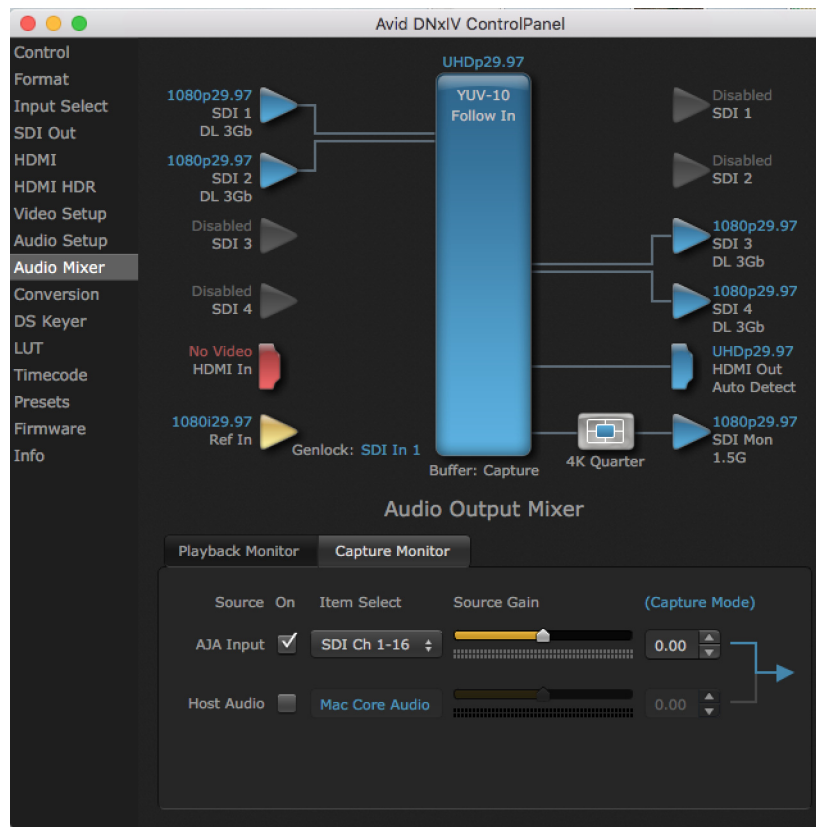 Avid DNxIV ControlPanel
Control
Format
Input Select
SDI Out
HDMI
HDMI HDR
Video Setup
Audio Setup
Audio Mixer
Conversion
DS Keyer
LUT
Timecode
Presets
Firmware
Info
1080p29.97
SDI 1
DL 3Gb
1080p29.97
SDI 2
DL 3Gb
Disabled
SDI 3
Disabled
SDI 4
No Video
HDMI In
1080i29.97
Ref In
Genlock: SDI In 1
UHDp29.97
YUV-10
Follow In
Buffer: Capture
4K Quarter
Disabled
SDI 1
Disabled
SDI 2
1080p29.97
SDI 3
DL 3Gb
1080p29.97
SDI 4
DL 3Gb
UHDp29.97
HDMI Out
Auto Detect
1080p29.97
SDI Mon
1.5G
Audio Output Mixer
Playback Monitor Capture Monitor
Source On Item Select Source Gain (Capture Mode)
AJA Input SDI Ch 1-16 0.00
Host Audio Mac Core Audio 0.00